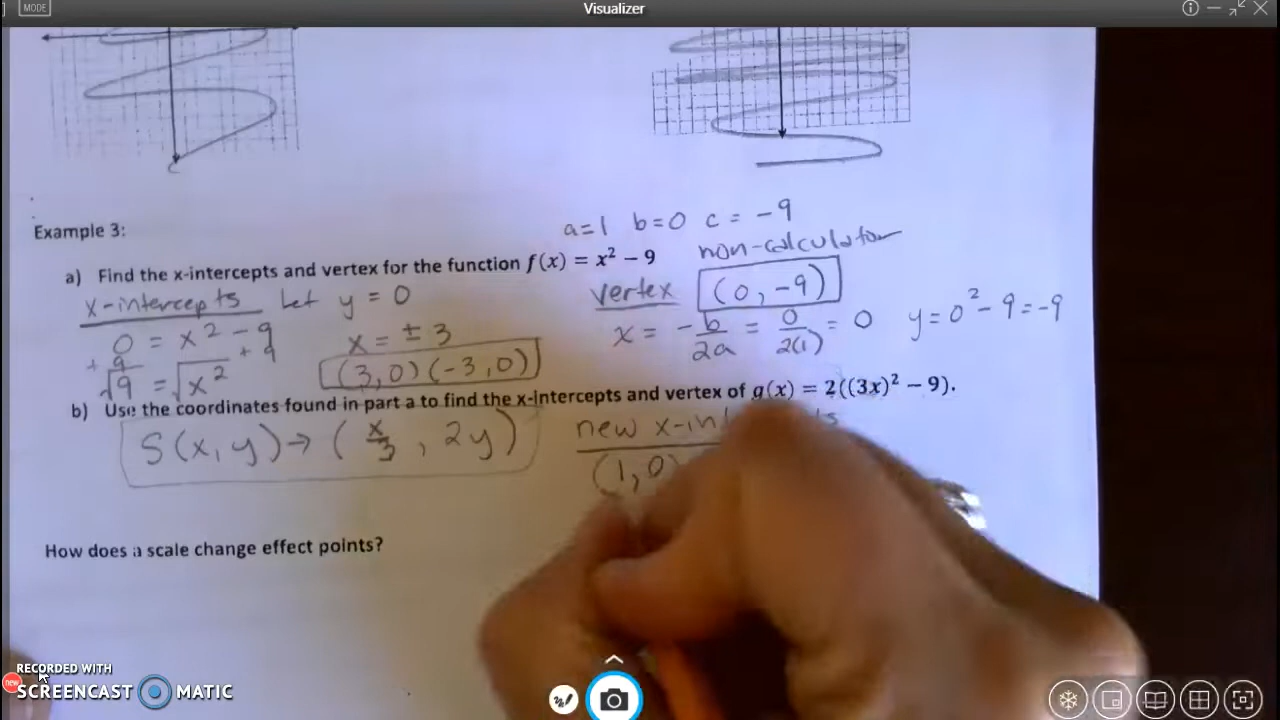 MODE
Visualizer
Example 3:
a=1 b=0 c = -9
a) Find the x-intercepts and vertex for the function f(x) = x² − 9
non-calculator
x-intercepts Let y = 0
0 = x² - 9
+9 +9
√9 = √x²
x = ± 3
(3,0)(-3,0)
vertex (0,-9)
x = -b/2a = 0/2(1) = 0 y = 0² - 9 = -9
b) Use the coordinates found in part a to find the x-intercepts and vertex of g(x) = 2((3x)² − 9).
S(x,y) → (x/3, 2y)
new
(1,0)
How does a scale change effect points?
RECORDED WITH
new
SCREENCAST MATIC